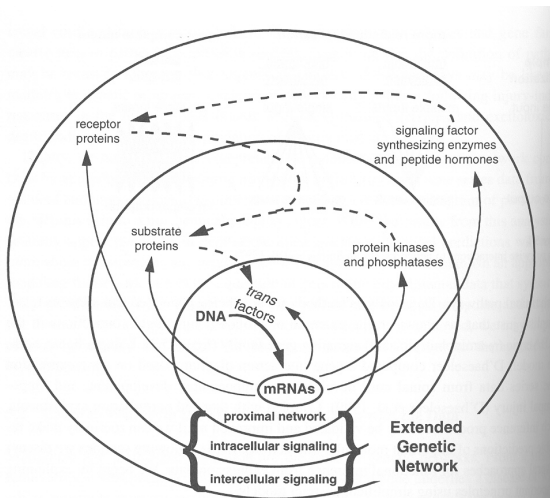 receptor
proteins
signaling factor
synthesizing enzymes
and peptide hormones
substrate
proteins
protein kinases
and phosphatases
trans
factors
DNA
mRNAs
proximal network
intracellular signaling
intercellular signaling
Extended
Genetic
Network